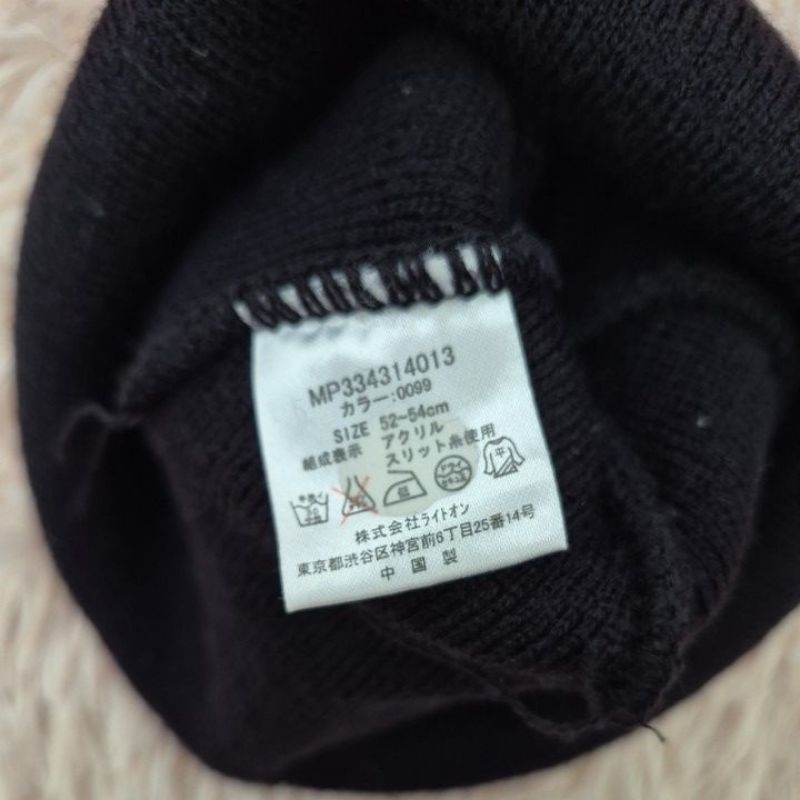 MP334314013
カラー:0099
SIZE 52~54cm
組成表示 アクリル
スリット糸使用
平
株式会社ライトオン
東京都渋谷区神宮前6丁目25番14号
中国製